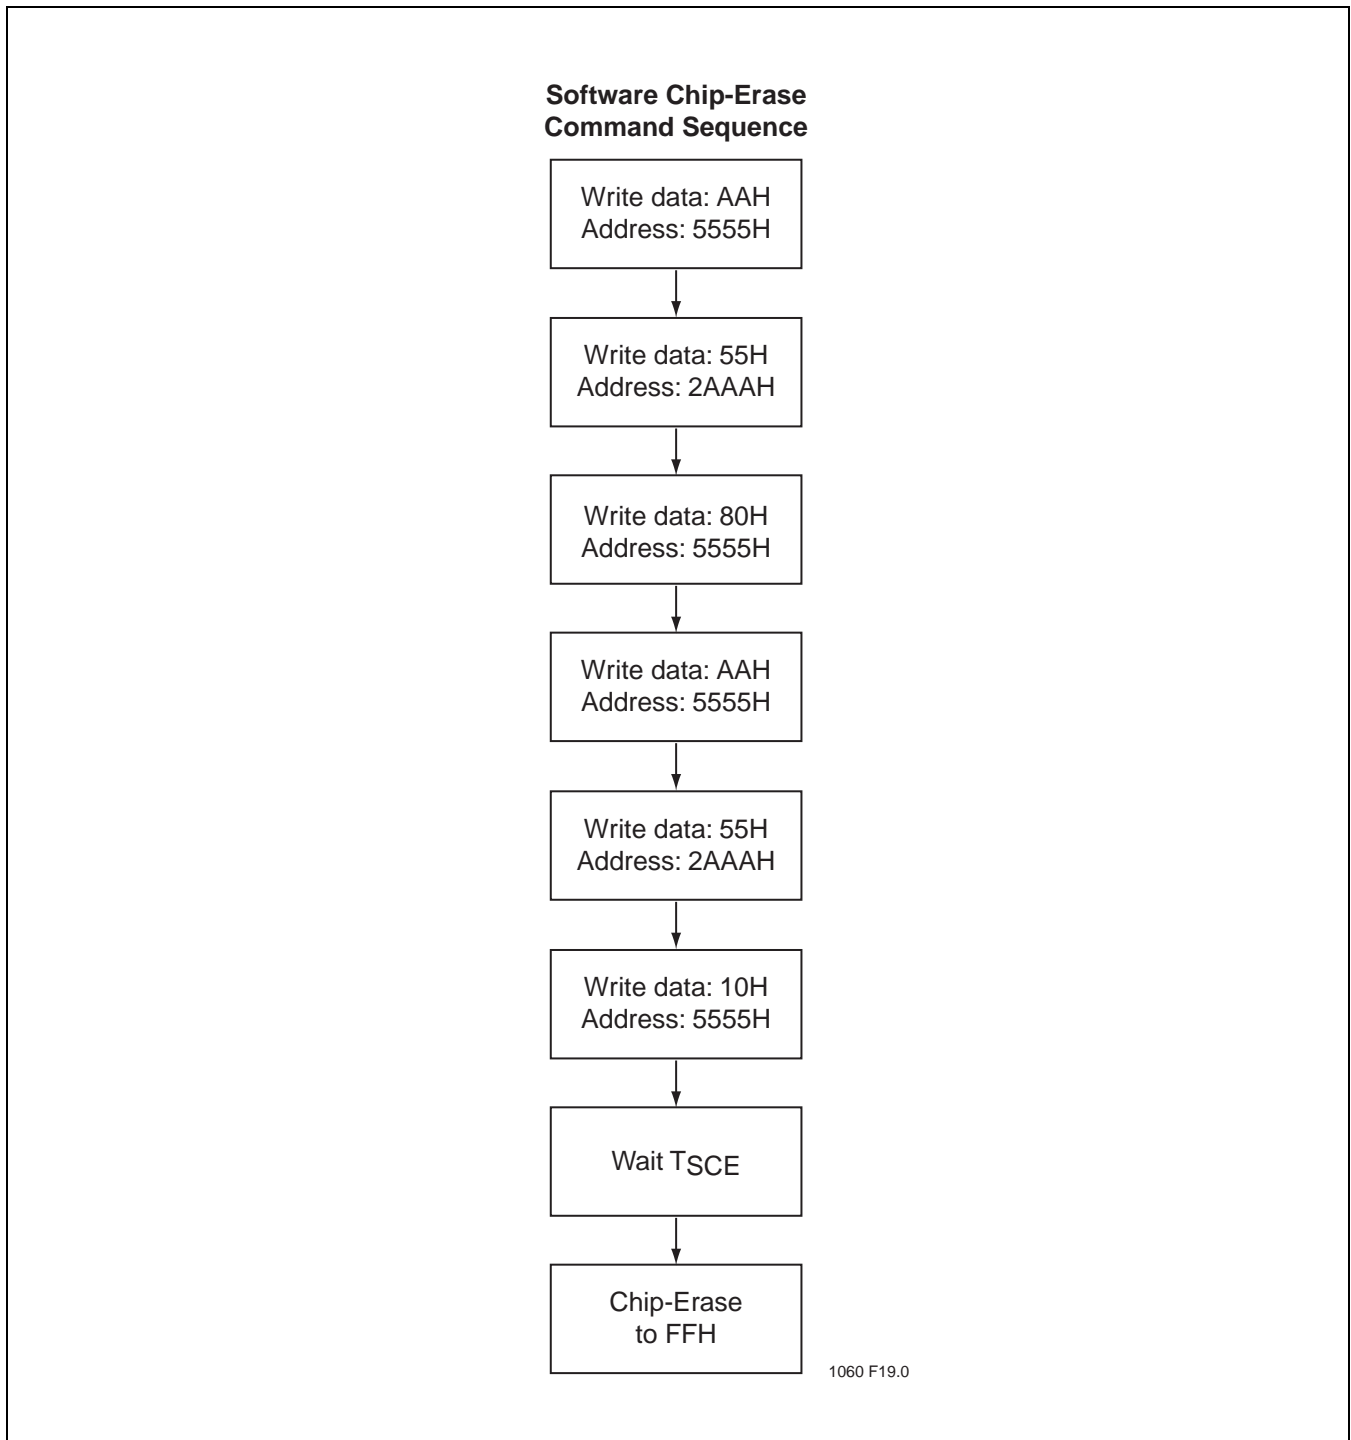 Software Chip-Erase
Command Sequence
Write data: AAH
Address: 5555H
Write data: 55H
Address: 2AAAH
Write data: 80H
Address: 5555H
Write data: AAH
Address: 5555H
Write data: 55H
Address: 2AAAH
Write data: 10H
Address: 5555H
Wait TSCE
Chip-Erase
to FFH
1060 F19.0